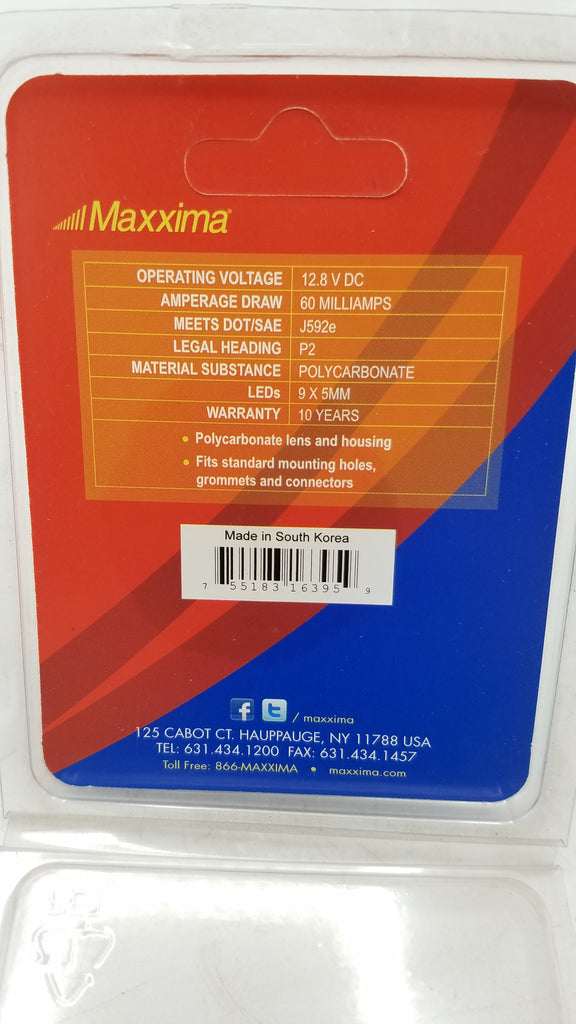 Maxxima®
OPERATING VOLTAGE 12.8 V DC
AMPERAGE DRAW 60 MILLIAMPS
MEETS DOT/SAE J592e
LEGAL HEADING P2
MATERIAL SUBSTANCE POLYCARBONATE
LEDs 9 X 5MM
WARRANTY 10 YEARS
• Polycarbonate lens and housing
• Fits standard mounting holes,
grommets and connectors
Made in South Korea
7 55183 16395 9
/ maxxima
125 CABOT CT. HAUPPAUGE, NY 11788 USA
TEL: 631.434.1200 FAX: 631.434.1457
Toll Free: 866-MAXXIMA • maxxima.com